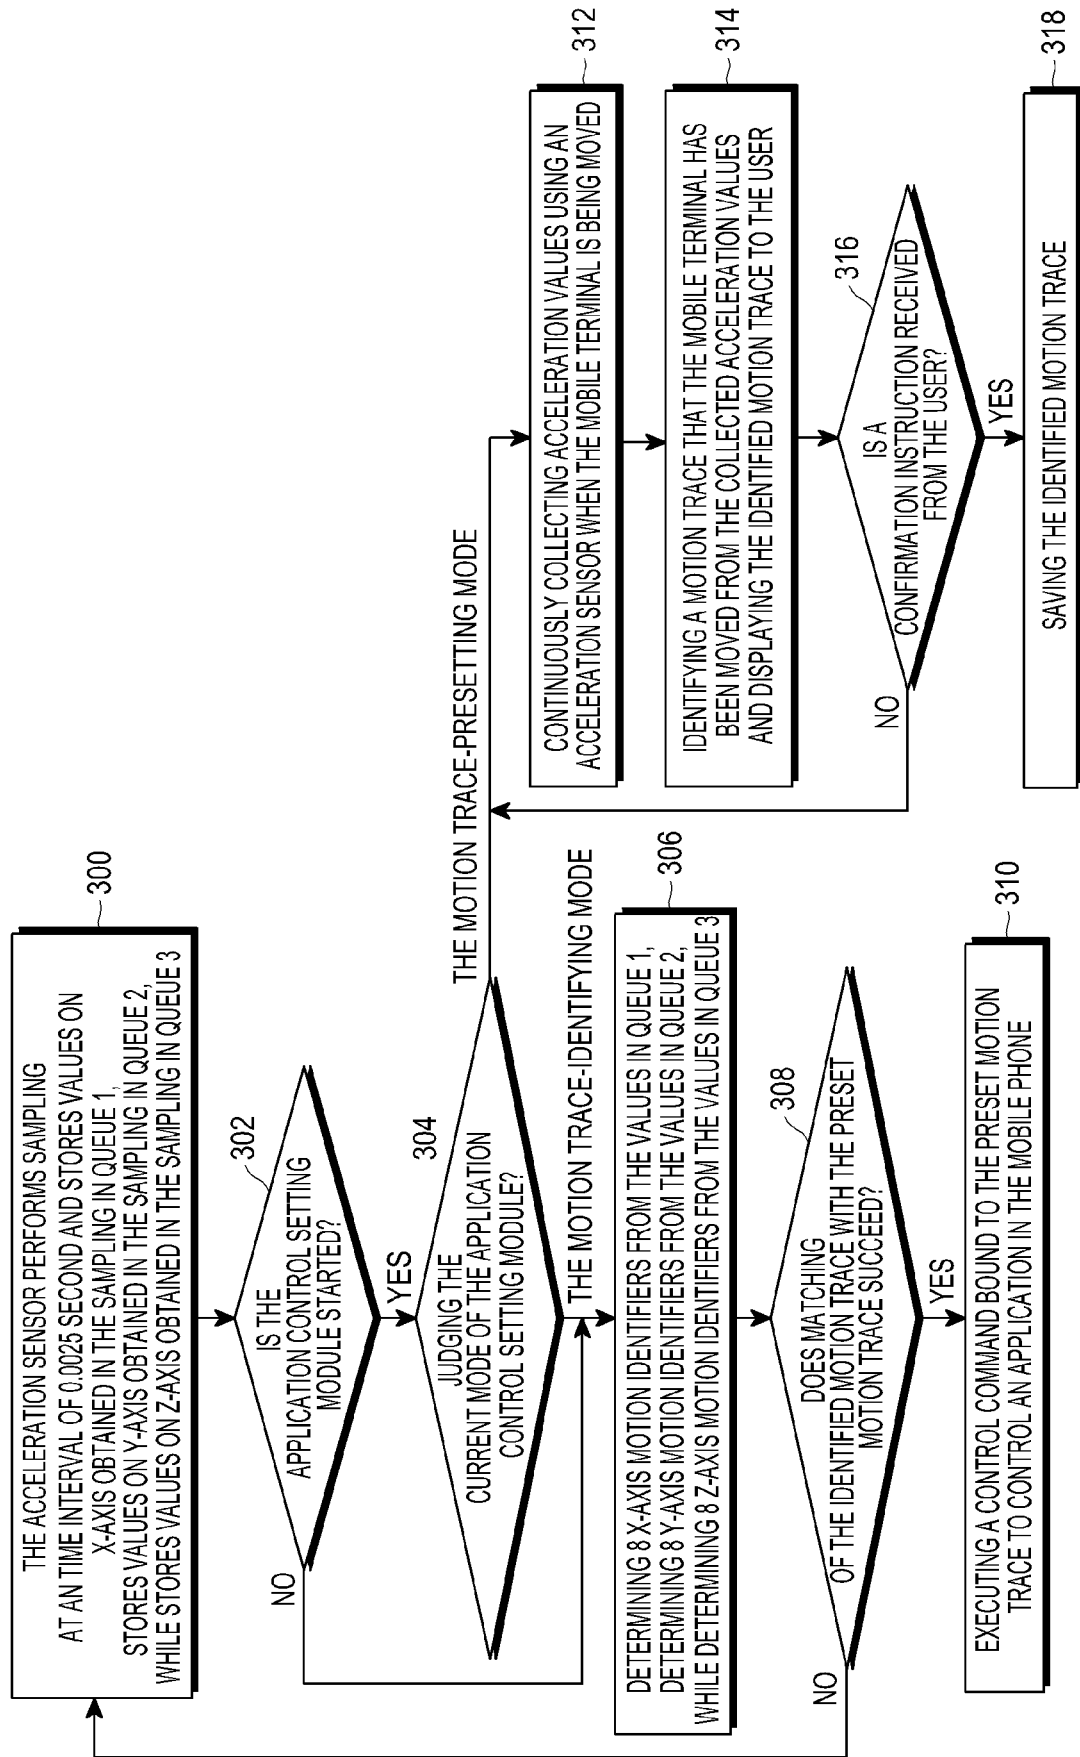 300
THE ACCELERATION SENSOR PERFORMS SAMPLING
AT AN TIME INTERVAL OF 0.0025 SECOND AND STORES VALUES ON
X-AXIS OBTAINED IN THE SAMPLING IN QUEUE 1,
STORES VALUES ON Y-AXIS OBTAINED IN THE SAMPLING IN QUEUE 2,
WHILE STORES VALUES ON Z-AXIS OBTAINED IN THE SAMPLING IN QUEUE 3
302
IS THE
APPLICATION CONTROL SETTING
MODULE STARTED?
NO
YES
304
JUDGING THE
CURRENT MODE OF THE APPLICATION
CONTROL SETTING MODULE?
THE MOTION TRACE-PRESETTING MODE
THE MOTION TRACE-IDENTIFYING MODE
306
DETERMINING 8 X-AXIS MOTION IDENTIFIERS FROM THE VALUES IN QUEUE 1,
DETERMINING 8 Y-AXIS MOTION IDENTIFIERS FROM THE VALUES IN QUEUE 2,
WHILE DETERMINING 8 Z-AXIS MOTION IDENTIFIERS FROM THE VALUES IN QUEUE 3
308
DOES MATCHING
OF THE IDENTIFIED MOTION TRACE WITH THE PRESET
MOTION TRACE SUCCEED?
NO
YES
310
EXECUTING A CONTROL COMMAND BOUND TO THE PRESET MOTION
TRACE TO CONTROL AN APPLICATION IN THE MOBILE PHONE
312
CONTINUOUSLY COLLECTING ACCELERATION VALUES USING AN
ACCELERATION SENSOR WHEN THE MOBILE TERMINAL IS BEING MOVED
314
IDENTIFYING A MOTION TRACE THAT THE MOBILE TERMINAL HAS
BEEN MOVED FROM THE COLLECTED ACCELERATION VALUES
AND DISPLAYING THE IDENTIFIED MOTION TRACE TO THE USER
316
IS A
CONFIRMATION INSTRUCTION RECEIVED
FROM THE USER?
NO
YES
318
SAVING THE IDENTIFIED MOTION TRACE